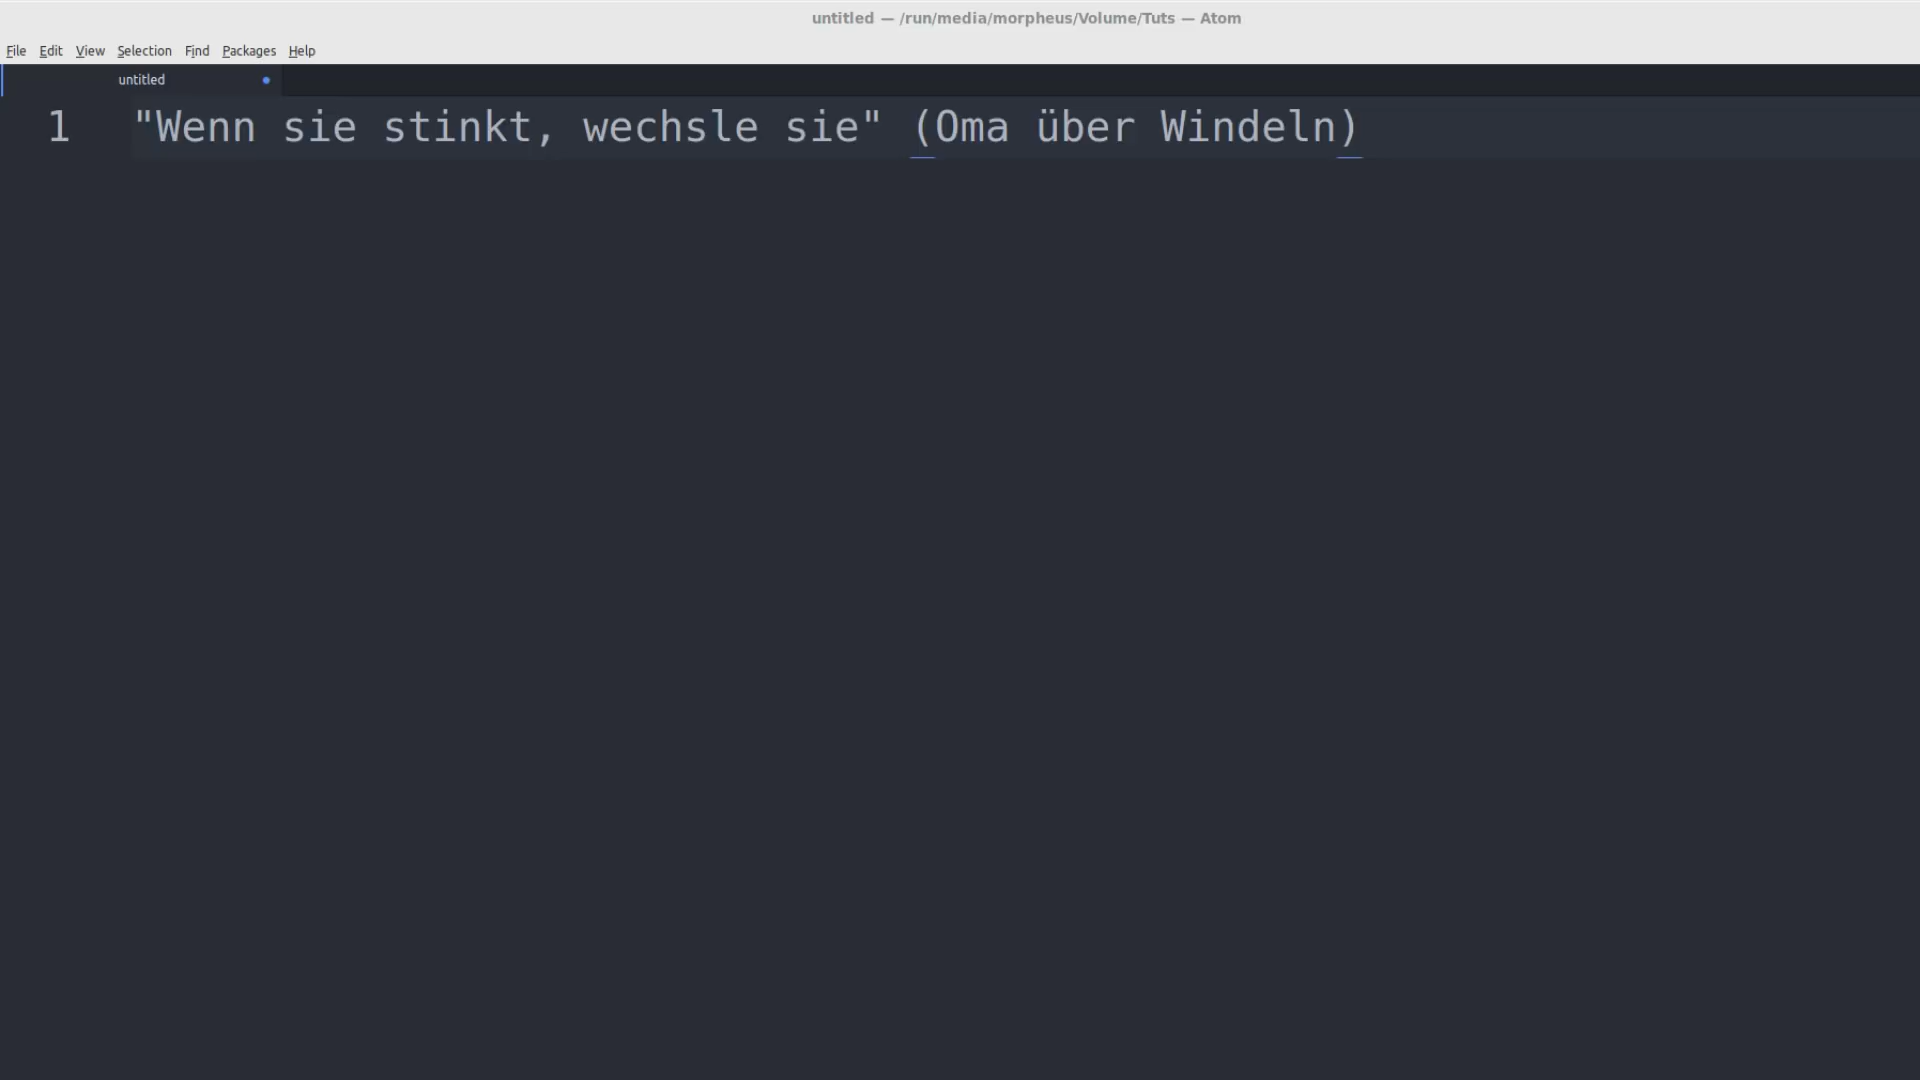 untitled — /run/media/morpheus/Volume/Tuts — Atom
File Edit View Selection Find Packages Help
untitled
1 "Wenn sie stinkt, wechsle sie" (Oma über Windeln)